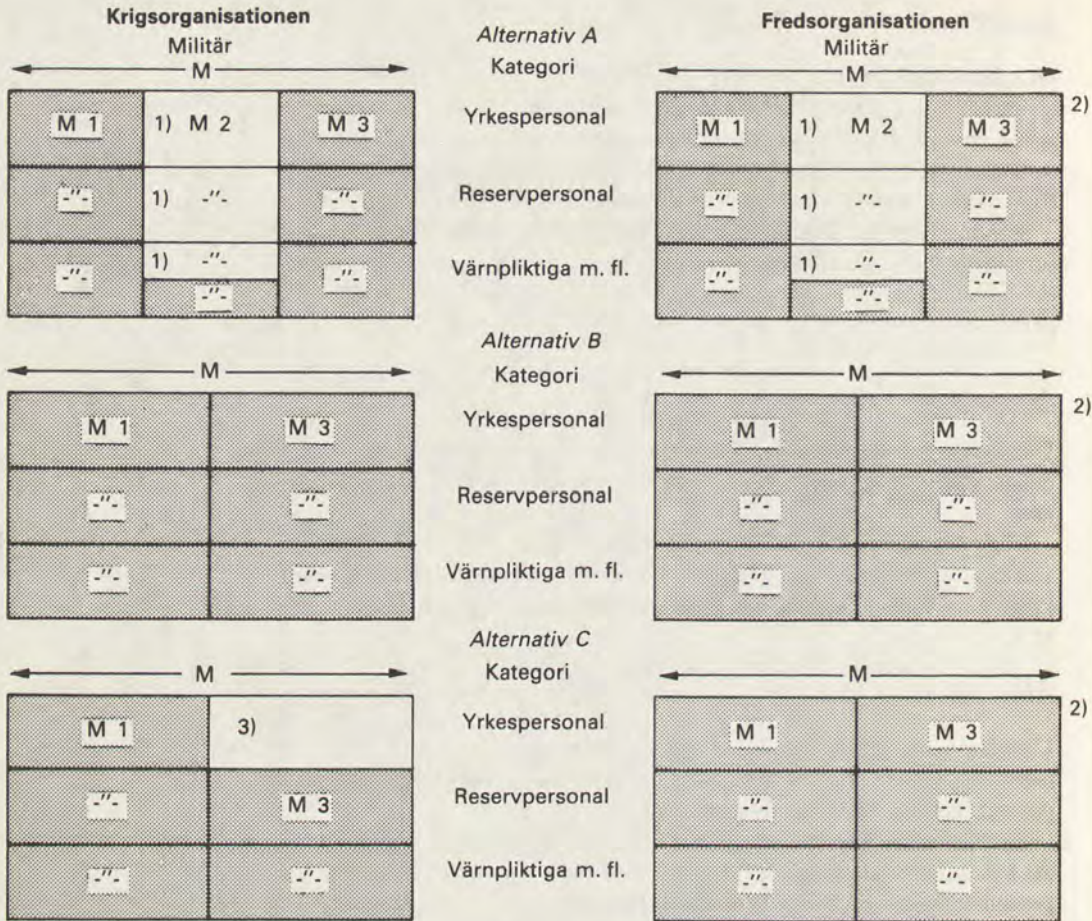 Krigsorganisationen
Militär
M
Alternativ A
Kategori
Fredsorganisationen
Militär
M
M 1 1) M 2 M 3 Yrkespersonal M 1 1) M 2 M 3 2)
-"- 1) -"- -"- Reservpersonal -"- 1) -"- -"-
-"- 1) -"- -"- Värnpliktiga m. fl. -"- 1) -"- -"-
-"- -"-
Alternativ B
M Kategori M
M 1 M 3 Yrkespersonal M 1 M 3 2)
-"- -"- Reservpersonal -"- -"-
-"- -"- Värnpliktiga m. fl. -"- -"-
Alternativ C
M Kategori M
M 1 3) Yrkespersonal M 1 M 3 2)
-"- M 3 Reservpersonal -"- -"-
-"- -"- Värnpliktiga m. fl. -"- -"-